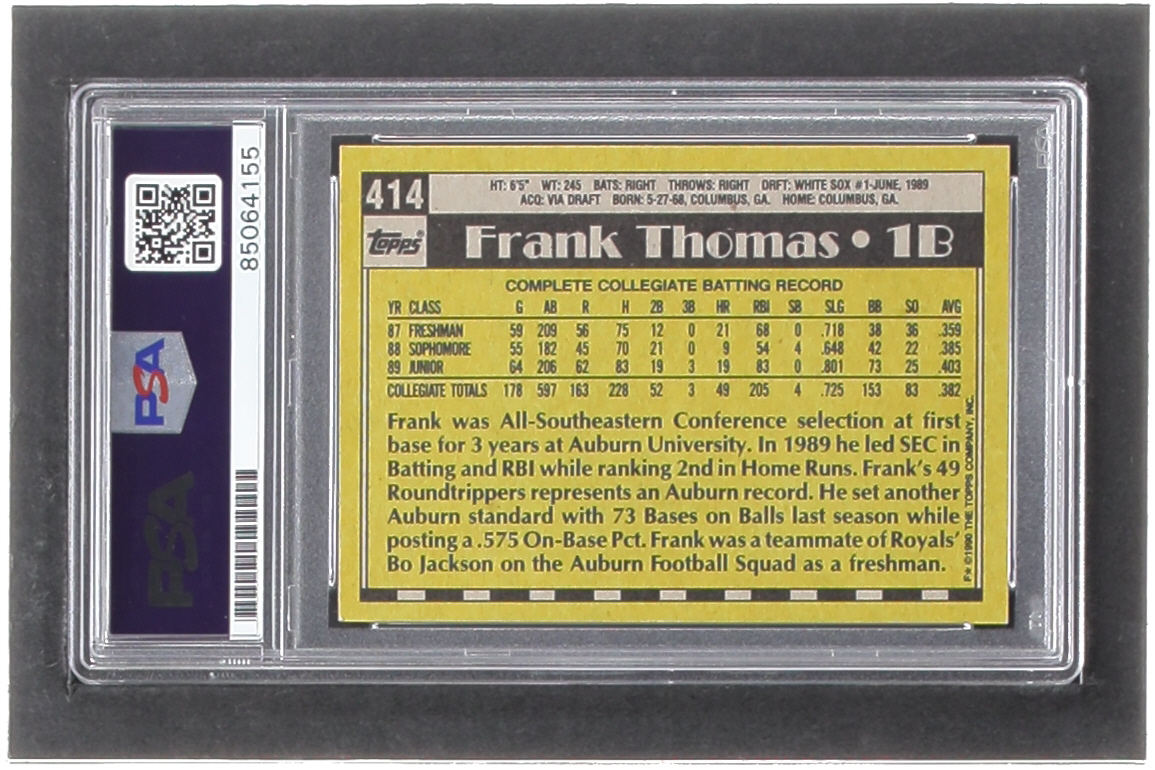 85064155
PSA
PSA
414
HT: 6'5" WT: 245 BATS: RIGHT THROWS: RIGHT DRFT: WHITE SOX #1-JUNE, 1989
ACQ: VIA DRAFT BORN: 5-27-68, COLUMBUS, GA. HOME: COLUMBUS, GA.
Topps®
Frank Thomas • 1B
COMPLETE COLLEGIATE BATTING RECORD
YR CLASS G AB R H 2B 3B HR RBI SB SLG BB SO AVG
87 FRESHMAN 59 209 56 75 12 0 21 68 0 .718 38 36 .359
88 SOPHOMORE 55 182 45 70 21 0 9 54 4 .648 42 22 .385
89 JUNIOR 64 206 62 83 19 3 19 83 0 .801 73 25 .403
COLLEGIATE TOTALS 178 597 163 228 52 3 49 205 4 .725 153 83 .382
Frank was All-Southeastern Conference selection at first
base for 3 years at Auburn University. In 1989 he led SEC in
Batting and RBI while ranking 2nd in Home Runs. Frank's 49
Roundtrippers represents an Auburn record. He set another
Auburn standard with 73 Bases on Balls last season while
posting a .575 On-Base Pct. Frank was a teammate of Royals'
Bo Jackson on the Auburn Football Squad as a freshman.
F★ © 1990 THE TOPPS COMPANY, INC.
PSA